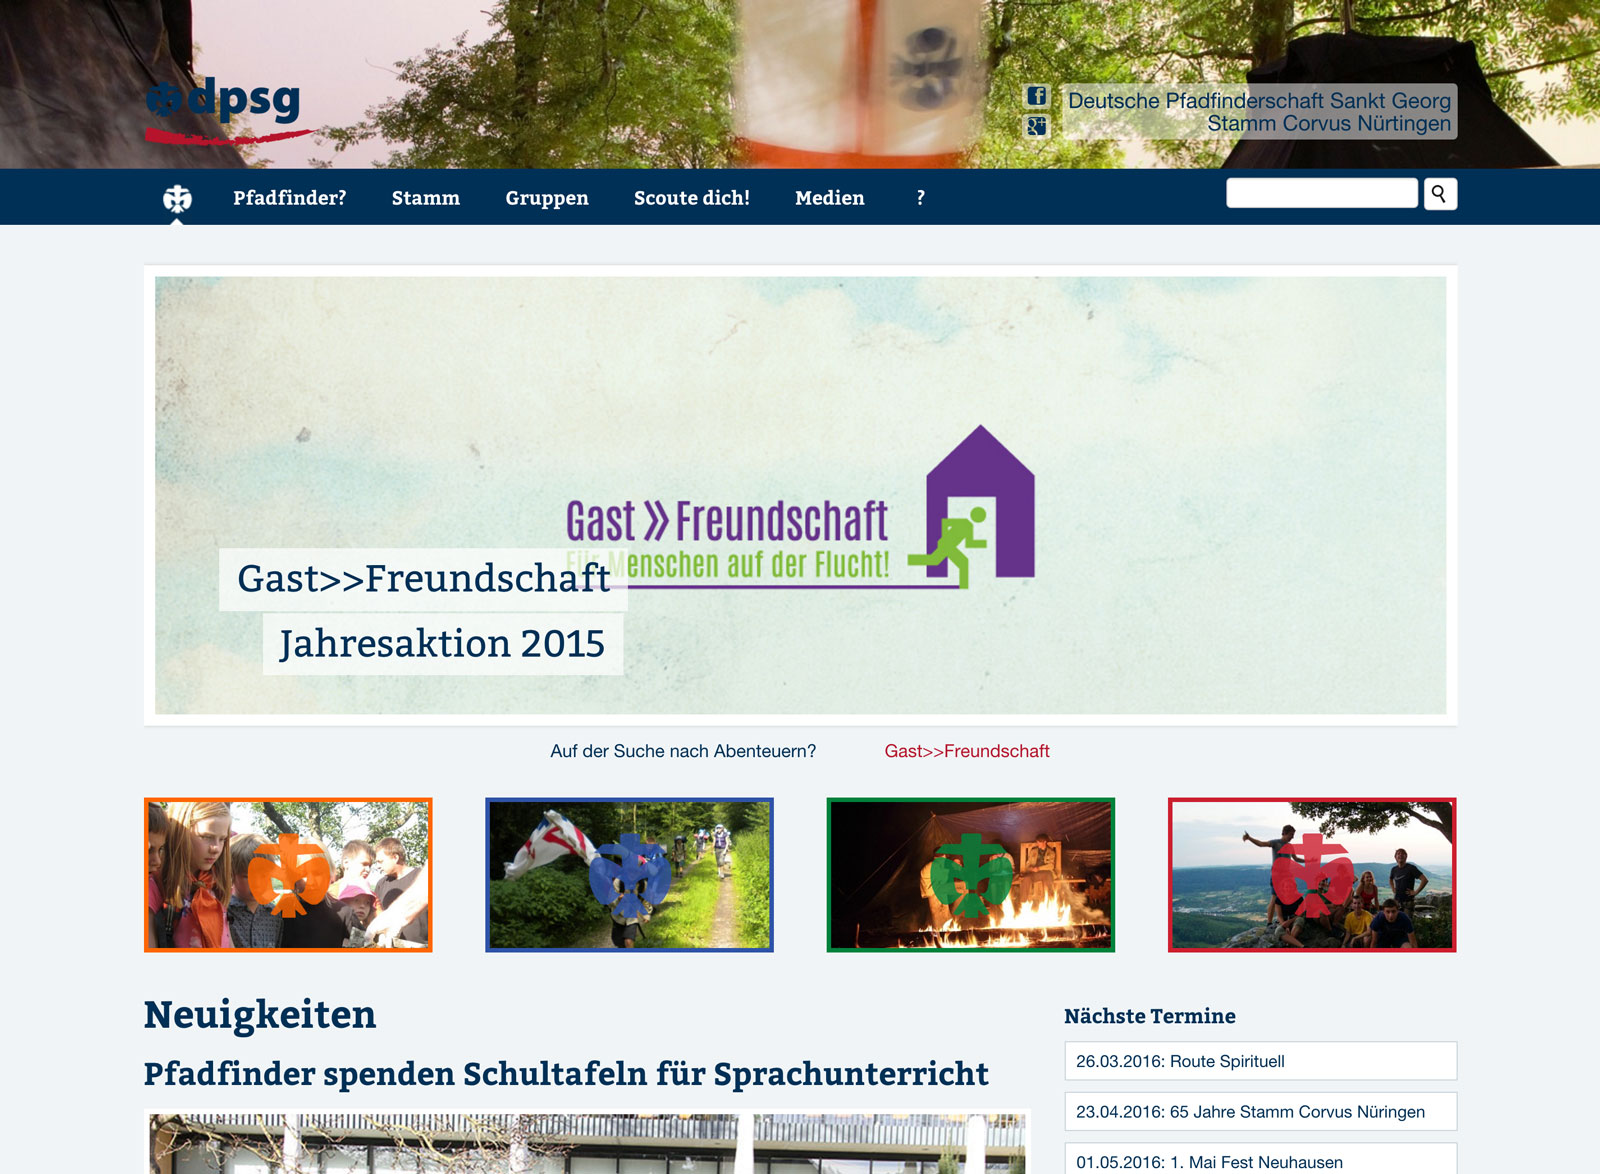 dpsg
Deutsche Pfadfinderschaft Sankt Georg
Stamm Corvus Nürtingen
Pfadfinder?
Stamm
Gruppen
Scoute dich!
Medien
?
Gast»Freundschaft
Für Menschen auf der Flucht!
Gast>>Freundschaft
Jahresaktion 2015
Auf der Suche nach Abenteuern?
Gast>>Freundschaft
Neuigkeiten
Pfadfinder spenden Schultafeln für Sprachunterricht
Nächste Termine
26.03.2016: Route Spirituell
23.04.2016: 65 Jahre Stamm Corvus Nüringen
01.05.2016: 1. Mai Fest Neuhausen